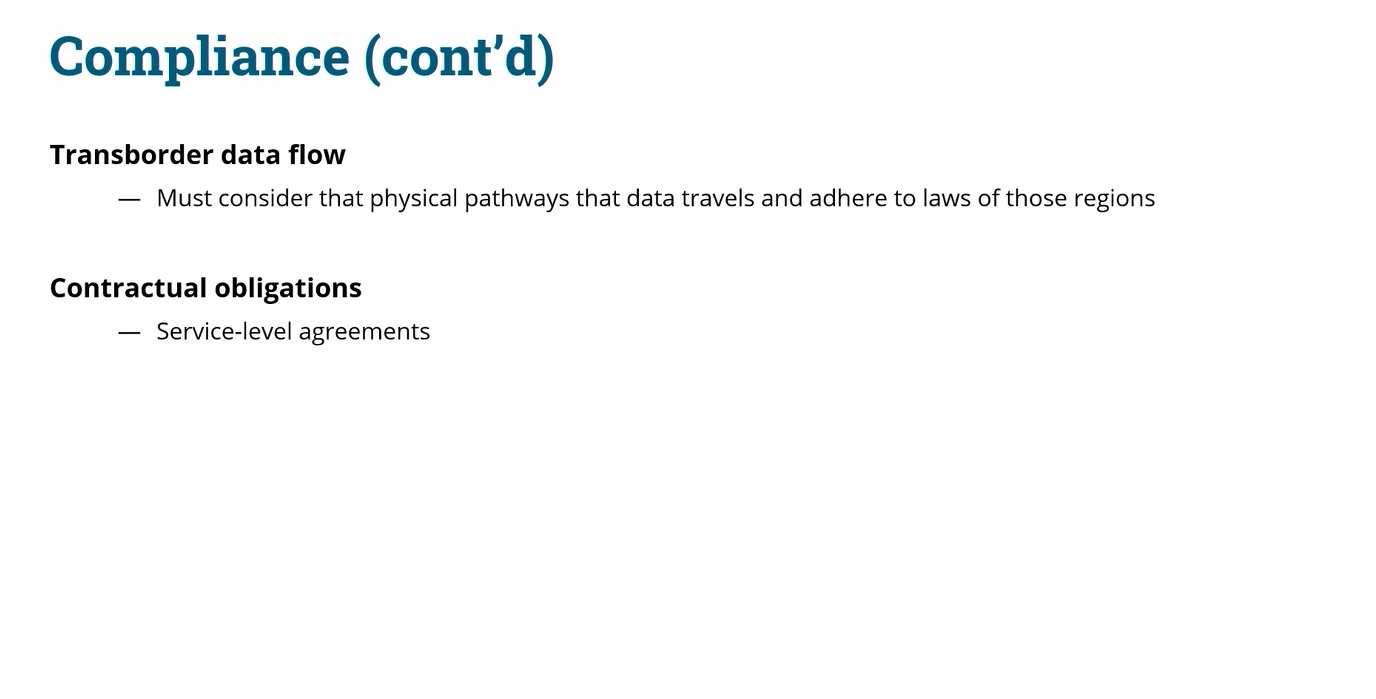 Compliance (cont’d)
Transborder data flow
— Must consider that physical pathways that data travels and adhere to laws of those regions
Contractual obligations
— Service-level agreements